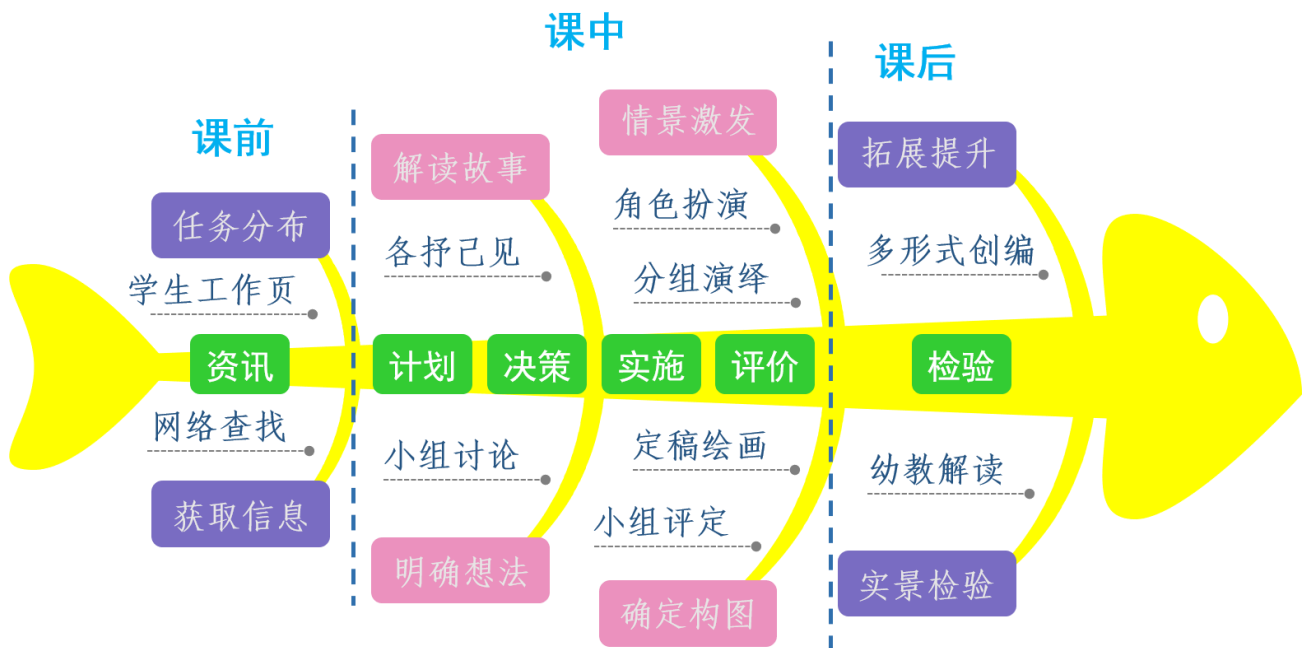 课中
课后
课前
情景激发
解读故事
拓展提升
任务分布
角色扮演
各抒己见
多形式创编
学生工作页
分组演绎
资讯
计划
决策
实施
评价
检验
网络查找
小组讨论
定稿绘画
幼教解读
获取信息
小组评定
明确想法
实景检验
确定构图